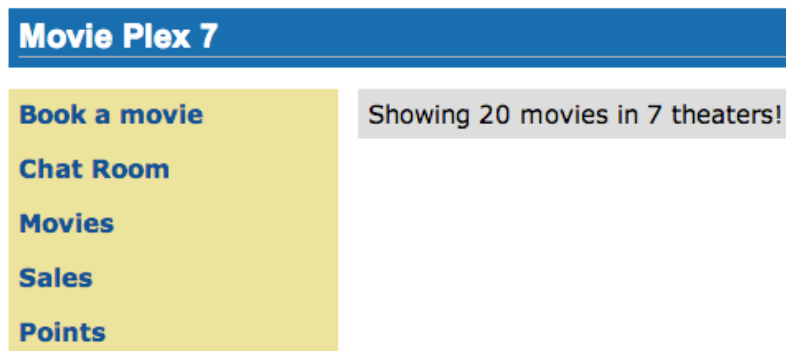 Movie Plex 7
Book a movie
Chat Room
Movies
Sales
Points
Showing 20 movies in 7 theaters!